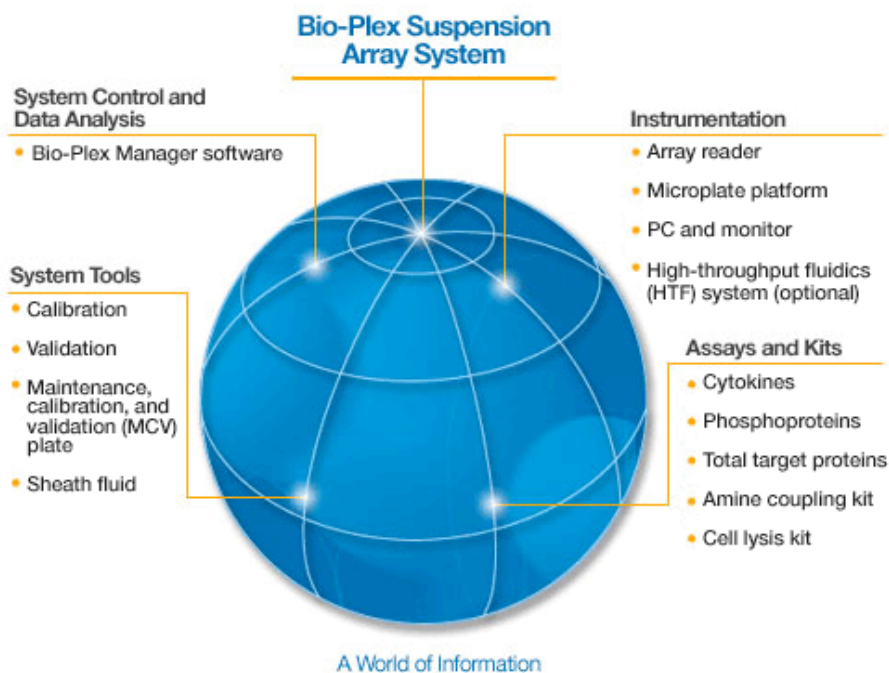 Bio-Plex Suspension
Array System
System Control and
Data Analysis
• Bio-Plex Manager software
System Tools
• Calibration
• Validation
• Maintenance,
calibration, and
validation (MCV)
plate
• Sheath fluid
Instrumentation
• Array reader
• Microplate platform
• PC and monitor
• High-throughput fluidics
(HTF) system (optional)
Assays and Kits
• Cytokines
• Phosphoproteins
• Total target proteins
• Amine coupling kit
• Cell lysis kit
A World of Information